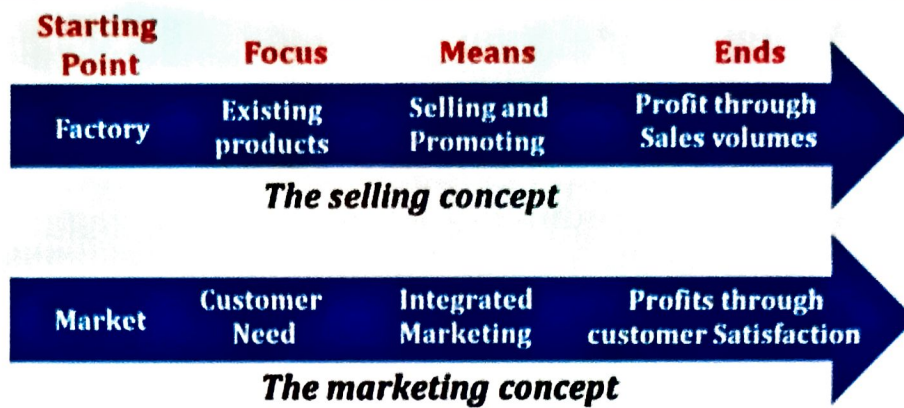 Starting Point
Focus
Means
Ends
Factory
Existing products
Selling and Promoting
Profit through Sales volumes
The selling concept
Market
Customer Need
Integrated Marketing
Profits through customer Satisfaction
The marketing concept